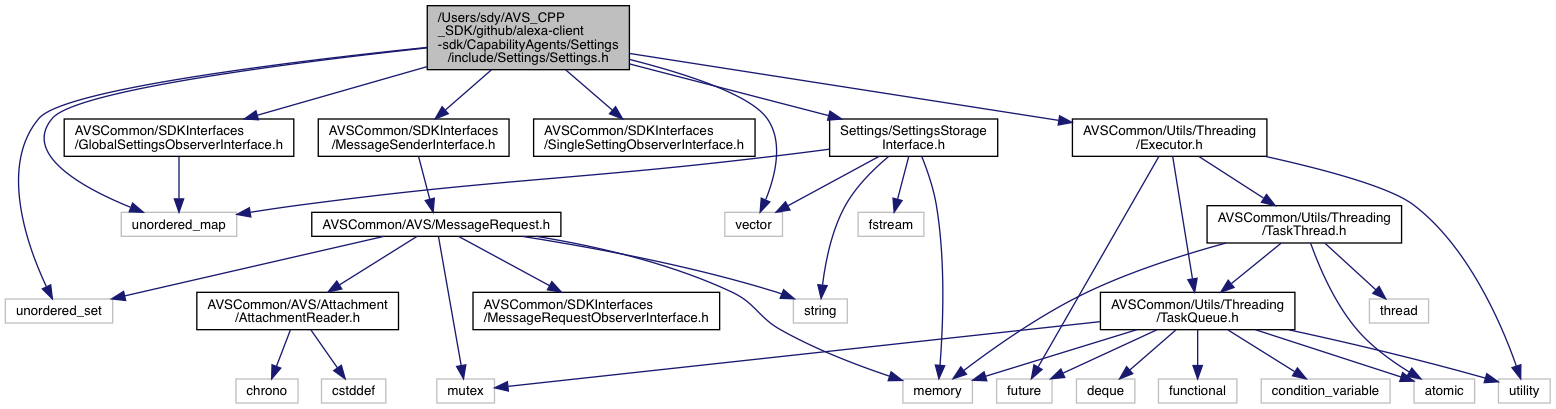 /Users/sdy/AVS_CPP
_SDK/github/alexa-client
-sdk/CapabilityAgents/Settings
/include/Settings/Settings.h
AVSCommon/SDKInterfaces
/GlobalSettingsObserverInterface.h
AVSCommon/SDKInterfaces
/MessageSenderInterface.h
AVSCommon/SDKInterfaces
/SingleSettingObserverInterface.h
Settings/SettingsStorage
Interface.h
AVSCommon/Utils/Threading
/Executor.h
unordered_map
AVSCommon/AVS/MessageRequest.h
vector
fstream
AVSCommon/Utils/Threading
/TaskThread.h
unordered_set
AVSCommon/AVS/Attachment
/AttachmentReader.h
AVSCommon/SDKInterfaces
/MessageRequestObserverInterface.h
string
AVSCommon/Utils/Threading
/TaskQueue.h
thread
chrono
cstddef
mutex
memory
future
deque
functional
condition_variable
atomic
utility